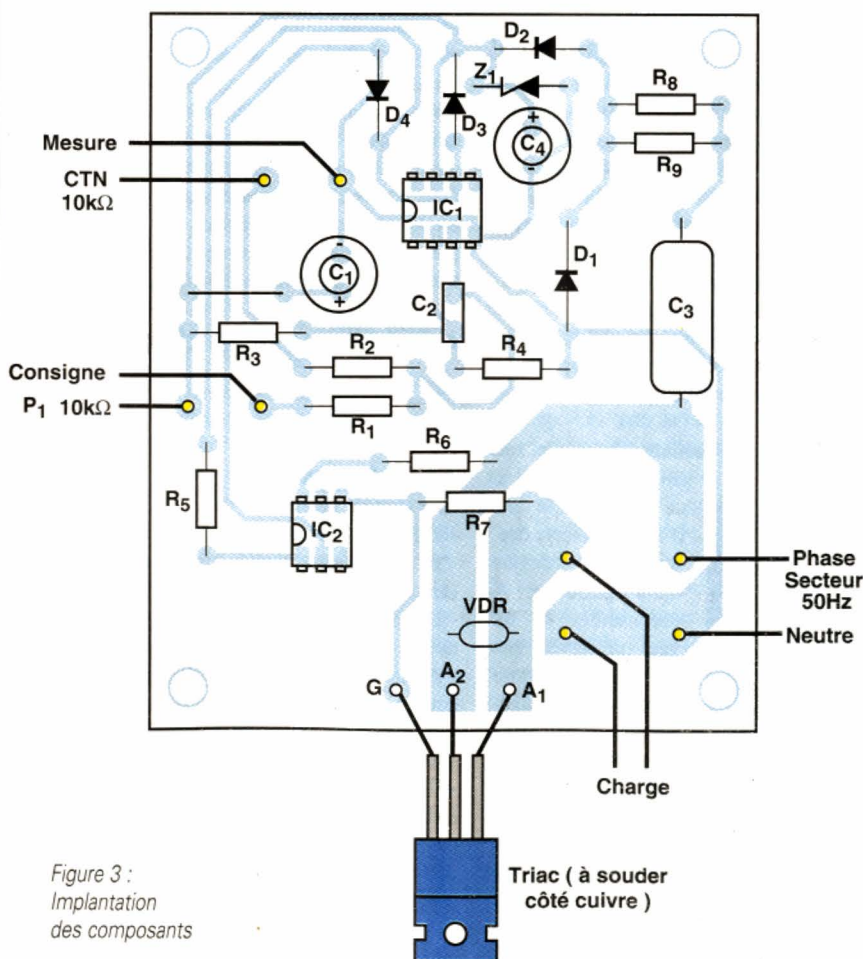 D2
Z1
R8
D4
D3
C4
+
-
R9
Mesure
CTN
10kΩ
IC1
D1
C1
-
+
C2
C3
R3
R2
R4
Consigne
P1 10kΩ
R1
R6
R5
IC2
R7
Phase
Secteur
50Hz
VDR
Neutre
G
A2
A1
Charge
Figure 3 :
Implantation
des composants
Triac ( à souder
côté cuivre )